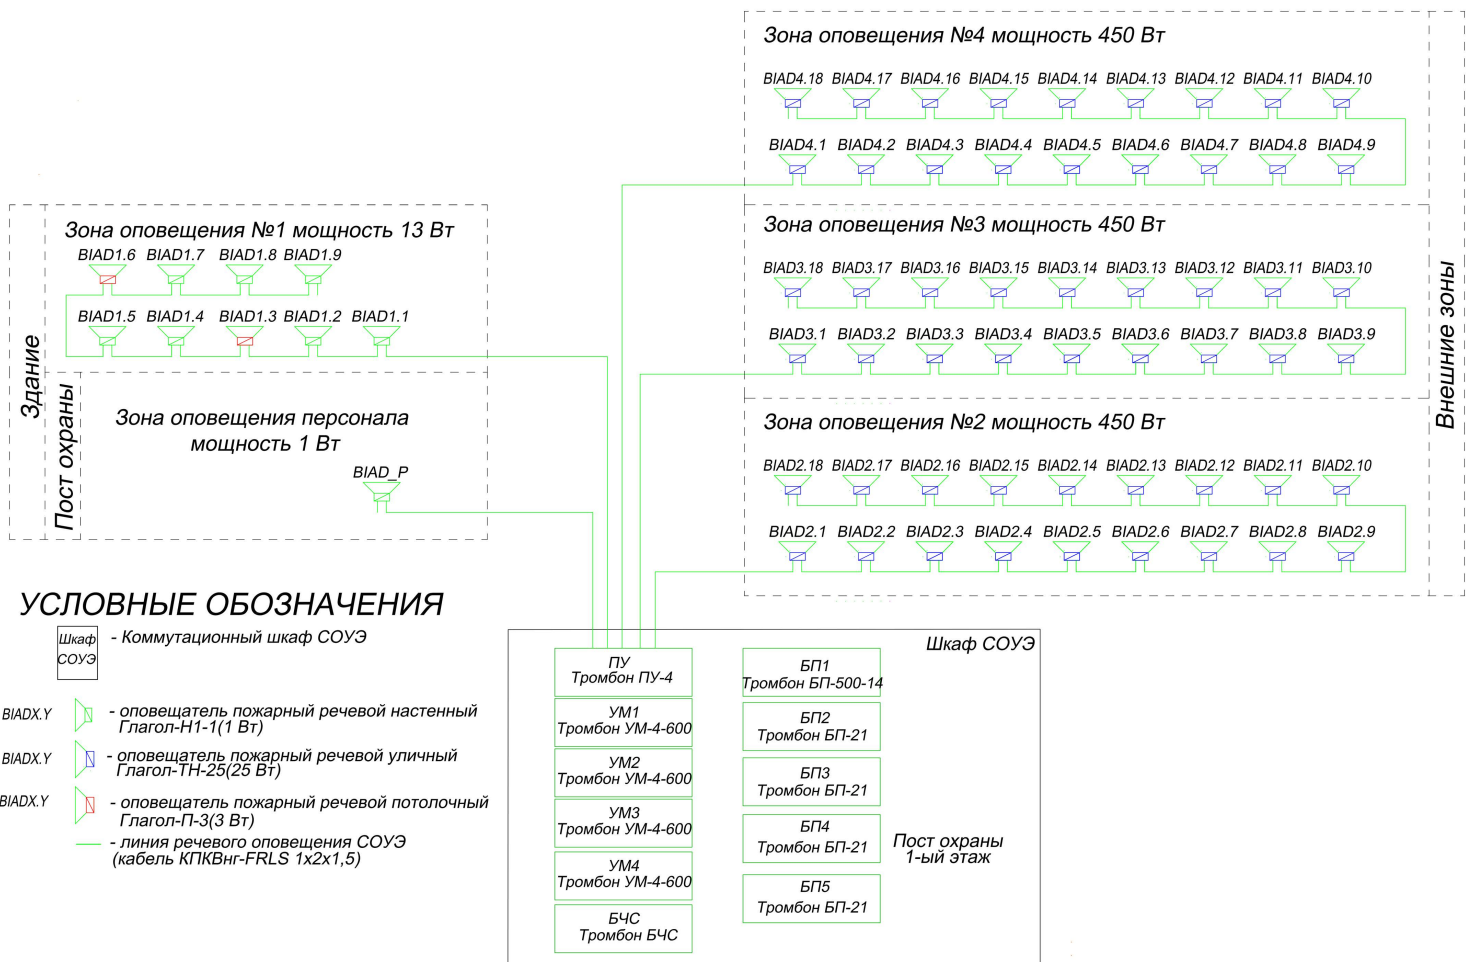 Зона оповещения №4 мощность 450 Вт
BIAD4.18 BIAD4.17 BIAD4.16 BIAD4.15 BIAD4.14 BIAD4.13 BIAD4.12 BIAD4.11 BIAD4.10
BIAD4.1 BIAD4.2 BIAD4.3 BIAD4.4 BIAD4.5 BIAD4.6 BIAD4.7 BIAD4.8 BIAD4.9
Зона оповещения №3 мощность 450 Вт
BIAD3.18 BIAD3.17 BIAD3.16 BIAD3.15 BIAD3.14 BIAD3.13 BIAD3.12 BIAD3.11 BIAD3.10
BIAD3.1 BIAD3.2 BIAD3.3 BIAD3.4 BIAD3.5 BIAD3.6 BIAD3.7 BIAD3.8 BIAD3.9
Зона оповещения №2 мощность 450 Вт
BIAD2.18 BIAD2.17 BIAD2.16 BIAD2.15 BIAD2.14 BIAD2.13 BIAD2.12 BIAD2.11 BIAD2.10
BIAD2.1 BIAD2.2 BIAD2.3 BIAD2.4 BIAD2.5 BIAD2.6 BIAD2.7 BIAD2.8 BIAD2.9
Внешние зоны
Здание
Зона оповещения №1 мощность 13 Вт
BIAD1.6 BIAD1.7 BIAD1.8 BIAD1.9
BIAD1.5 BIAD1.4 BIAD1.3 BIAD1.2 BIAD1.1
Пост охраны
Зона оповещения персонала
мощность 1 Вт
BIAD_P
УСЛОВНЫЕ ОБОЗНАЧЕНИЯ
Шкаф
СОУЭ
- Коммутационный шкаф СОУЭ
BIADX.Y
- оповещатель пожарный речевой настенный
Глагол-Н1-1(1 Вт)
BIADX.Y
- оповещатель пожарный речевой уличный
Глагол-ТН-25(25 Вт)
BIADX.Y
- оповещатель пожарный речевой потолочный
Глагол-П-3(3 Вт)
- линия речевого оповещения СОУЭ
(кабель КПКВнг-FRLS 1х2х1,5)
Шкаф СОУЭ
ПУ
Тромбон ПУ-4
УМ1
Тромбон УМ-4-600
УМ2
Тромбон УМ-4-600
УМ3
Тромбон УМ-4-600
УМ4
Тромбон УМ-4-600
БЧС
Тромбон БЧС
БП1
Тромбон БП-500-14
БП2
Тромбон БП-21
БП3
Тромбон БП-21
БП4
Тромбон БП-21
БП5
Тромбон БП-21
Пост охраны
1-ый этаж